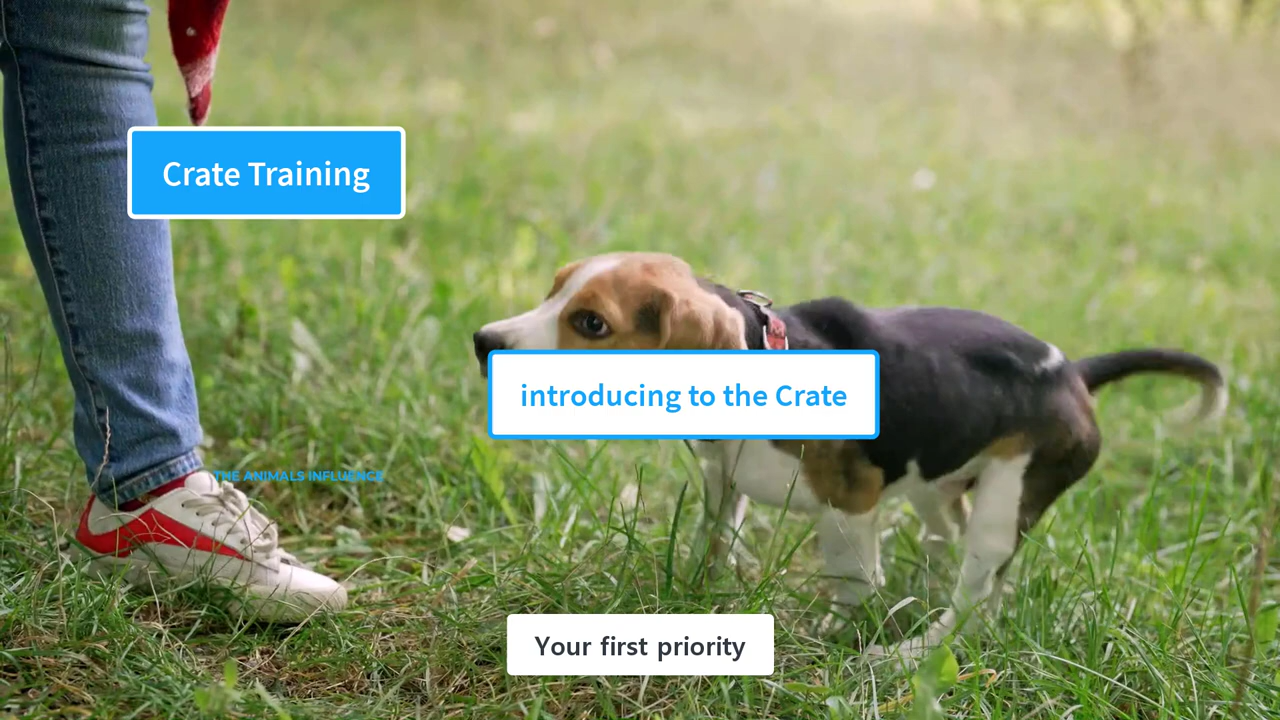 Crate Training
introducing to the Crate
THE ANIMALS INFLUENCE
Your first priority